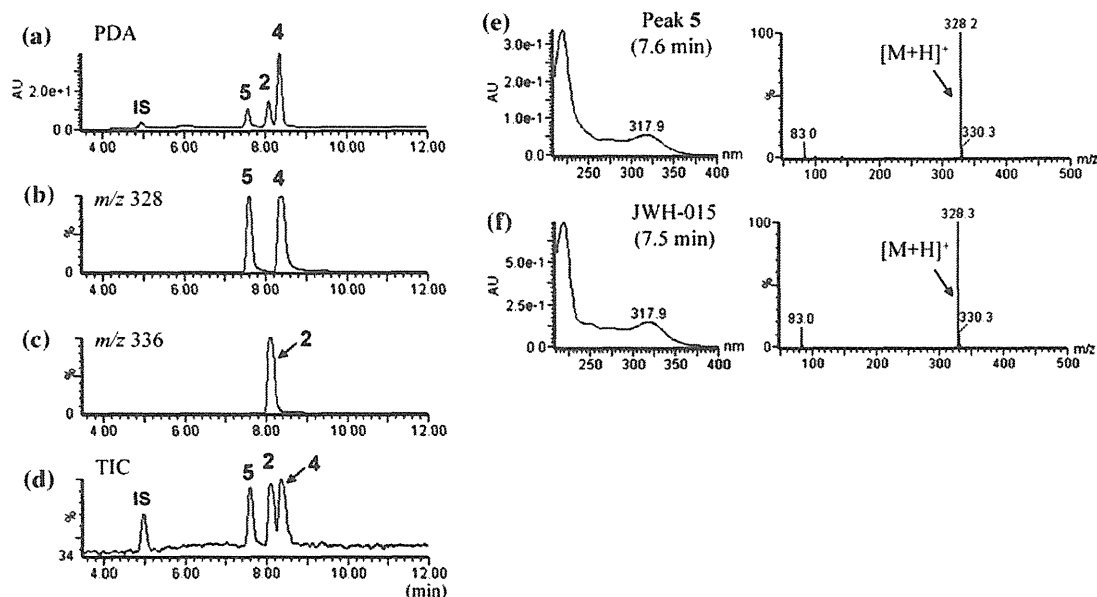 (a) PDA
4
5 2
IS
AU
2.0e+1
0 0
4 00 6 00 8 00 10 00 12.00
(b) m/z 328
5 4
%
0
4 00 6 00 8 00 10 00 12 00
(c) m/z 336
2
%
0
4 00 6 00 8 00 10 00 12 00
(d) TIC
IS
5 2 4
%
34
4 00 6 00 8 00 10 00 12.00
(min)
(e) Peak 5
(7.6 min)
3.0e-1
2.0e-1
AU
1.0e-1
0.0
317.9
250 300 350 400 nm
328 2
100
[M+H]+
%
83.0
330.3
0
100 200 300 400 500 m/z
(f) JWH-015
(7.5 min)
5.0e-1
AU
2.5e-1
0.0
317.9
250 300 350 400 nm
328 3
100
[M+H]+
%
83.0
330 3
0
100 200 300 400 500 m/z